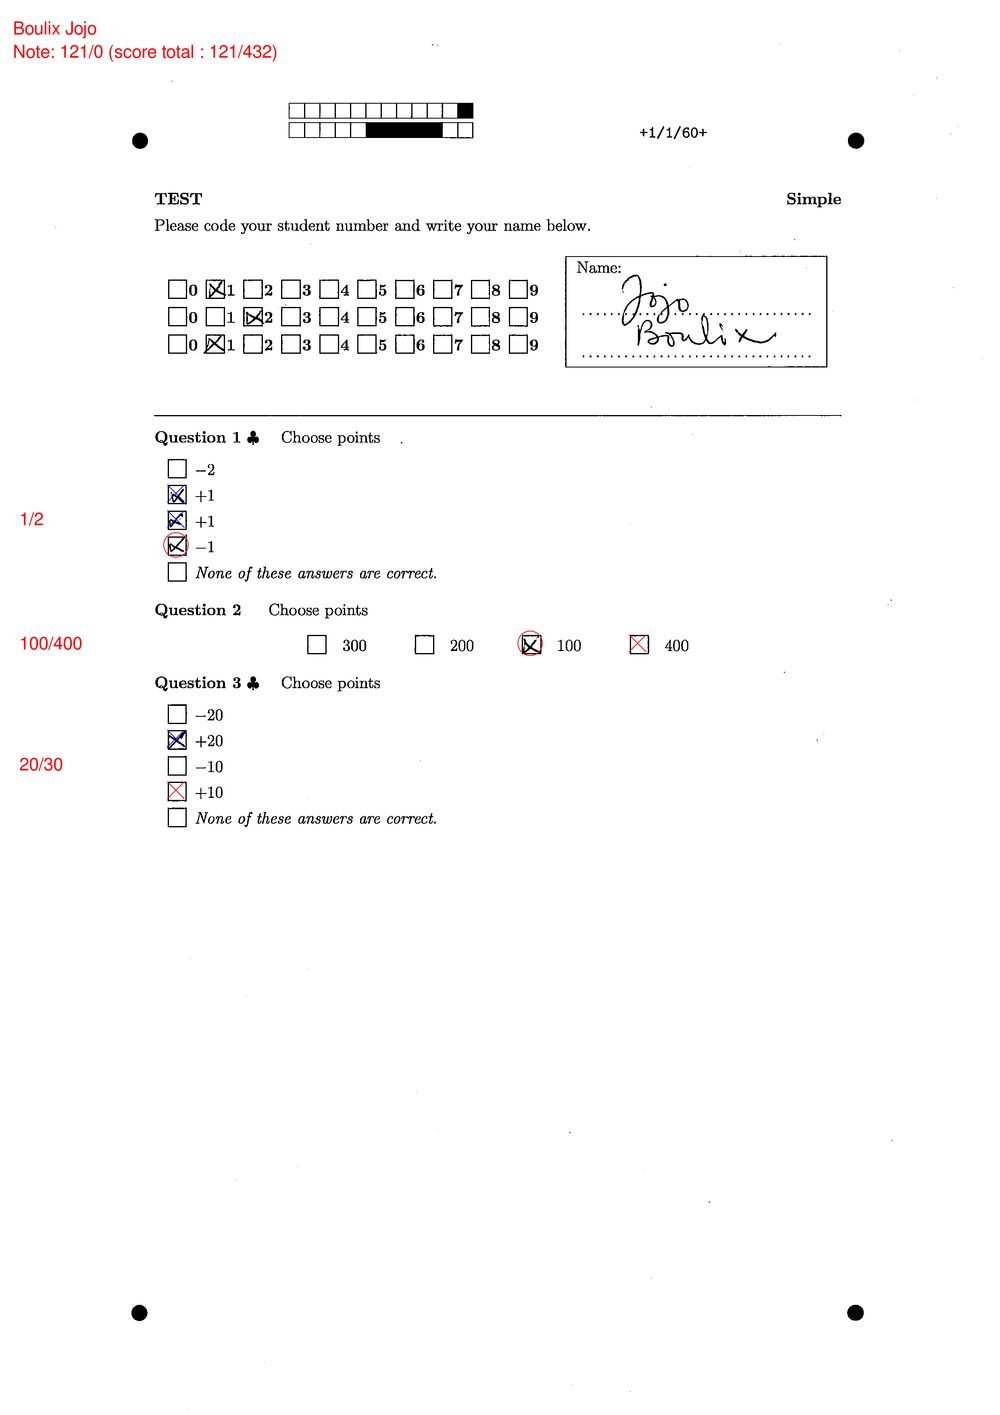 Boulix Jojo
Note: 121/0 (score total : 121/432)
+1/1/60+
TEST Simple
Please code your student number and write your name below.
Name:
0 1 2 3 4 5 6 7 8 9
Jojo
0 1 2 3 4 5 6 7 8 9
Boulix
0 1 2 3 4 5 6 7 8 9
Question 1 ♣ Choose points
−2
+1
1/2
+1
−1
None of these answers are correct.
Question 2 Choose points
100/400
300 200 100 400
Question 3 ♣ Choose points
−20
+20
20/30
−10
+10
None of these answers are correct.